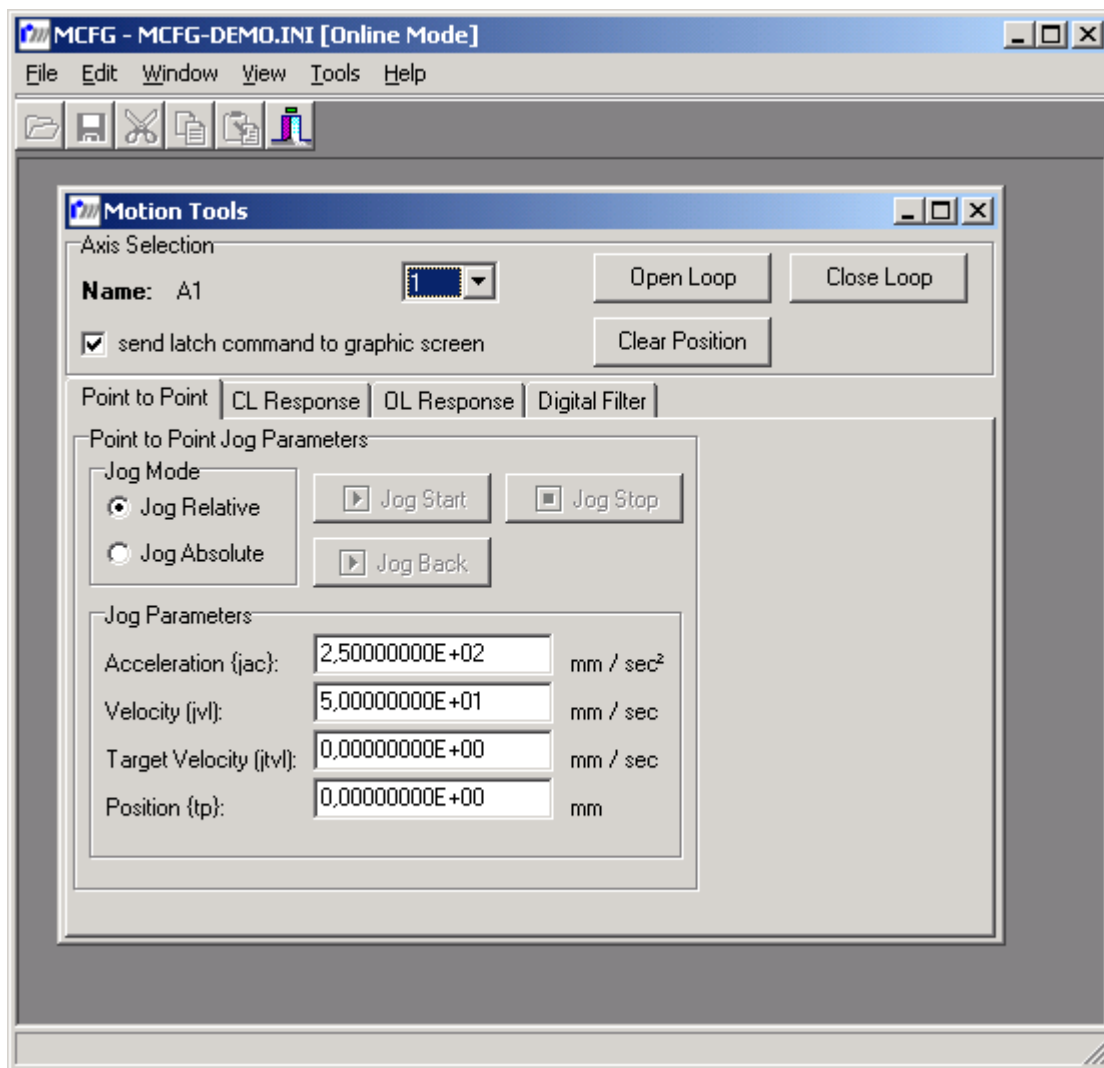 MCFG - MCFG-DEMO.INI [Online Mode]
File Edit Window View Tools Help
Motion Tools
Axis Selection
Name: A1 1 Open Loop Close Loop
send latch command to graphic screen Clear Position
Point to Point CL Response OL Response Digital Filter
Point to Point Jog Parameters
Jog Mode
Jog Relative Jog Start Jog Stop
Jog Absolute Jog Back
Jog Parameters
Acceleration {jac}: 2,50000000E+02 mm / sec²
Velocity {jvl}: 5,00000000E+01 mm / sec
Target Velocity {jtvl}: 0,00000000E+00 mm / sec
Position {tp}: 0,00000000E+00 mm